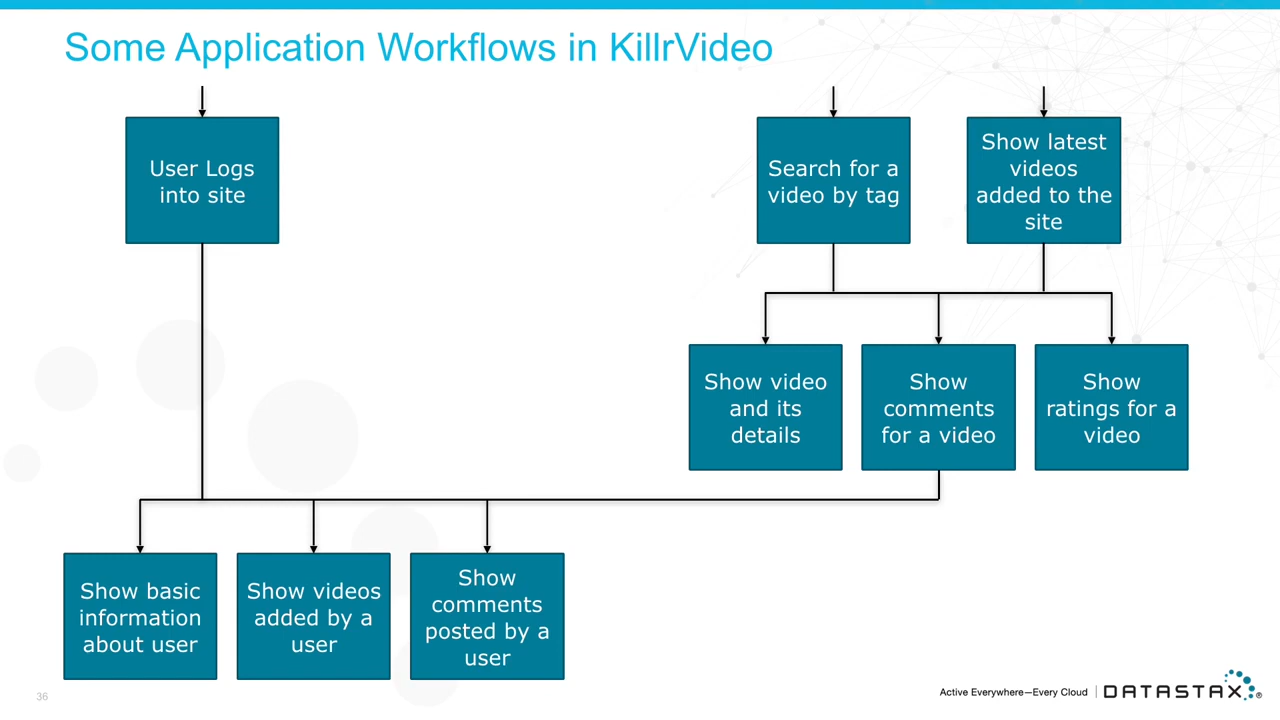 Some Application Workflows in KillrVideo
User Logs
into site
Search for a
video by tag
Show latest
videos
added to the
site
Show video
and its
details
Show
comments
for a video
Show
ratings for a
video
Show basic
information
about user
Show videos
added by a
user
Show
comments
posted by a
user
36
Active Everywhere—Every Cloud
DATASTAX®